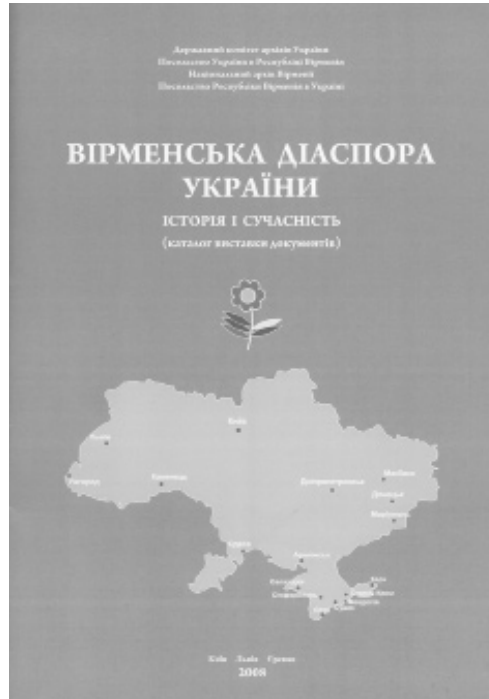 Державний комітет архівів України
Посольство України в Республіці Вірменія
Національний архів Вірменії
Посольство Республіки Вірменія в Україні
ВІРМЕНСЬКА ДІАСПОРА
УКРАЇНИ
ІСТОРІЯ І СУЧАСНІСТЬ
(каталог виставки документів)
Київ
Львів
Ужгород
Дніпропетровськ
Макіївка
Донецьк
Маріуполь
Одеса
Київ Львів Єреван
2008